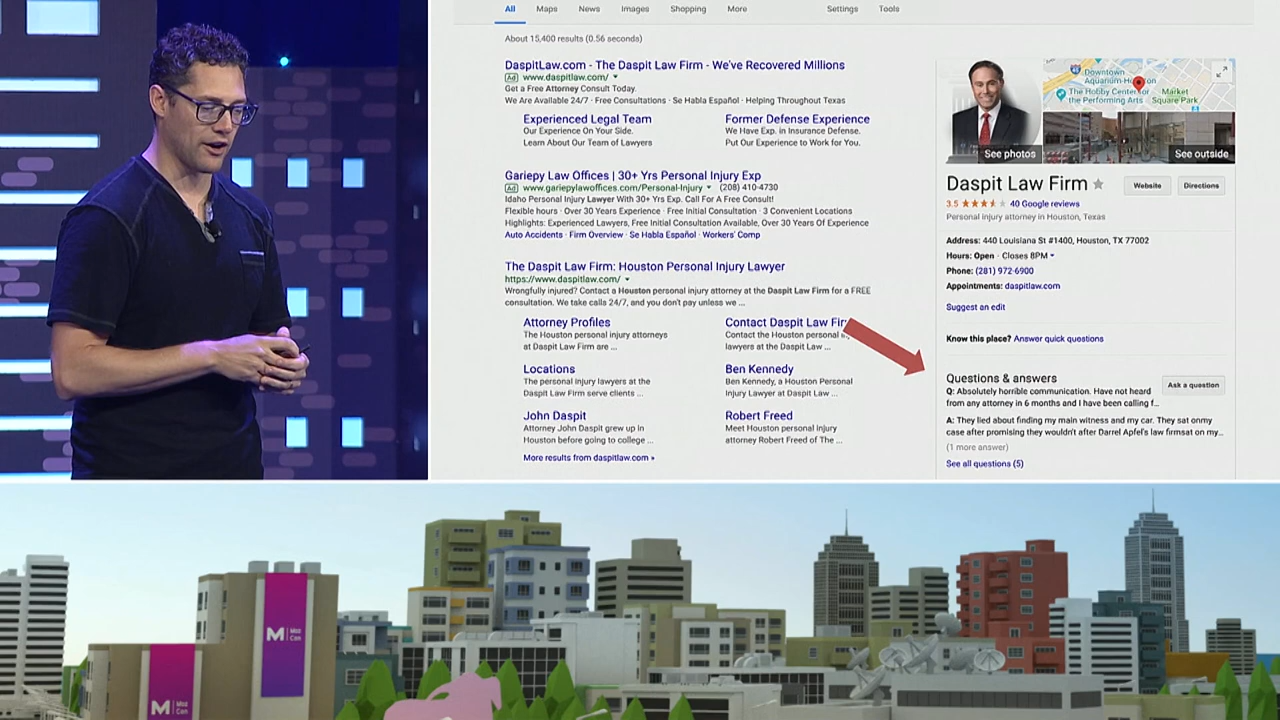 All Maps News Images Shopping More Settings Tools
About 15,400 results (0.56 seconds)
DaspitLaw.com - The Daspit Law Firm - We've Recovered Millions
Ad www.daspitlaw.com/
Get a Free Attorney Consult Today.
We Are Available 24/7 · Free Consultations · Se Habla Español · Helping Throughout Texas
Experienced Legal Team
Our Experience On Your Side.
Learn About Our Team of Lawyers
Former Defense Experience
We Have Exp. in Insurance Defense.
Put Our Experience to Work for You.
Gariepy Law Offices | 30+ Yrs Personal Injury Exp
Ad www.gariepylawoffices.com/Personal-Injury (208) 410-4730
Idaho Personal Injury Lawyer With 30+ Yrs Exp. Call For A Free Consult!
Flexible hours · Over 30 Years Experience · Free Initial Consultation · 3 Convenient Locations
Highlights: Experienced Lawyers, Free Initial Consultation Available, Over 30 Years Of Experience
Auto Accidents · Firm Overview · Se Habla Español · Workers' Comp
The Daspit Law Firm: Houston Personal Injury Lawyer
https://www.daspitlaw.com/
Wrongfully injured? Contact a Houston personal injury attorney at the Daspit Law Firm for a FREE
consultation. We take calls 24/7, and you don't pay unless we ...
Attorney Profiles
The Houston personal injury attorneys
at Daspit Law Firm are ...
Contact Daspit Law Fir
Contact the Houston personal
lawyers at the Daspit Law ...
Locations
The personal injury lawyers at the
Daspit Law Firm serve clients ...
Ben Kennedy
Ben Kennedy, a Houston Personal
Injury Lawyer at Daspit Law ...
John Daspit
Attorney John Daspit grew up in
Houston before going to college ...
Robert Freed
Meet Houston personal injury
attorney Robert Freed of The ...
More results from daspitlaw.com »
Downtown
Aquarium-Houston
The Hobby Center for
the Performing Arts
Market
Square Park
See photos
See outside
Daspit Law Firm
Website
Directions
3.5 40 Google reviews
Personal injury attorney in Houston, Texas
Address: 440 Louisiana St #1400, Houston, TX 77002
Hours: Open · Closes 8PM
Phone: (281) 972-6900
Appointments: daspitlaw.com
Suggest an edit
Know this place? Answer quick questions
Questions & answers
Ask a question
Q: Absolutely horrible communication. Have not heard
from any attorney in 6 months and I have been calling f...
A: They lied about finding my main witness and my car. They sat onmy
case after promising they wouldn't after Darrel Apfel's law firmsat on my...
(1 more answer)
See all questions (5)
M Moz
Con
M Moz
Con